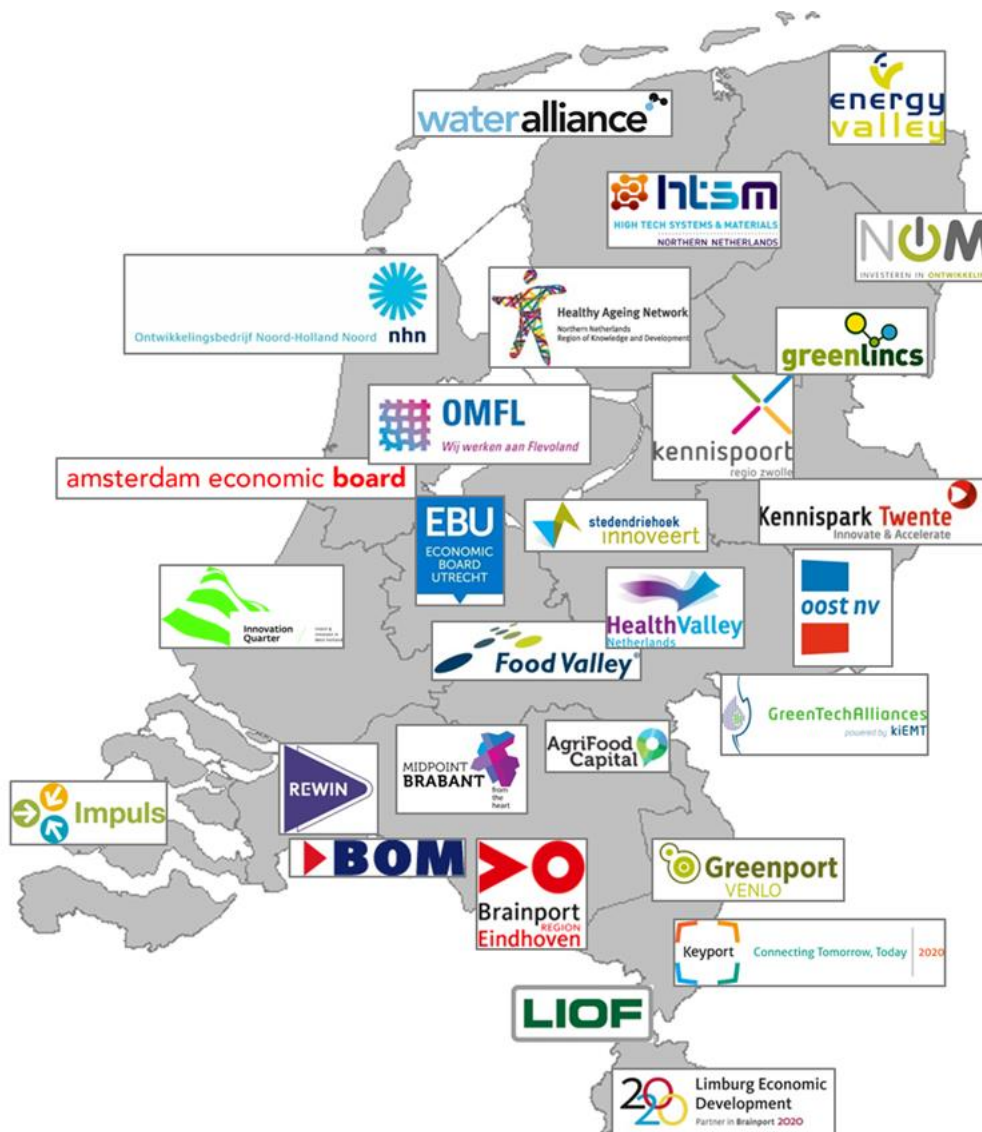 wateralliance
energy
valley
htsm
HIGH TECH SYSTEMS & MATERIALS
NORTHERN NETHERLANDS
NOM
INVESTEREN IN ONTWIKKELIN
Ontwikkelingsbedrijf Noord-Holland Noord nhn
Healthy Ageing Network
Northern Netherlands
Region of Knowledge and Development
greenlincs
OMFL
Wij werken aan Flevoland
kennispoort
regio zwolle
amsterdam economic board
EBU
ECONOMIC
BOARD
UTRECHT
stedendriehoek
innoveert
Kennispark Twente
Innovate & Accelerate
oost nv
Innovation
Quarter
HealthValley
Netherlands
Food Valley
GreenTechAlliances
powered by kiEMT
MIDPOINT
BRABANT
from
the
heart
AgriFood
Capital
REWIN
Impuls
BOM
Brainport
REGION
Eindhoven
Greenport
VENLO
Keyport
Connecting Tomorrow, Today
2020
LIOF
2020
Limburg Economic
Development
Partner in Brainport 2020